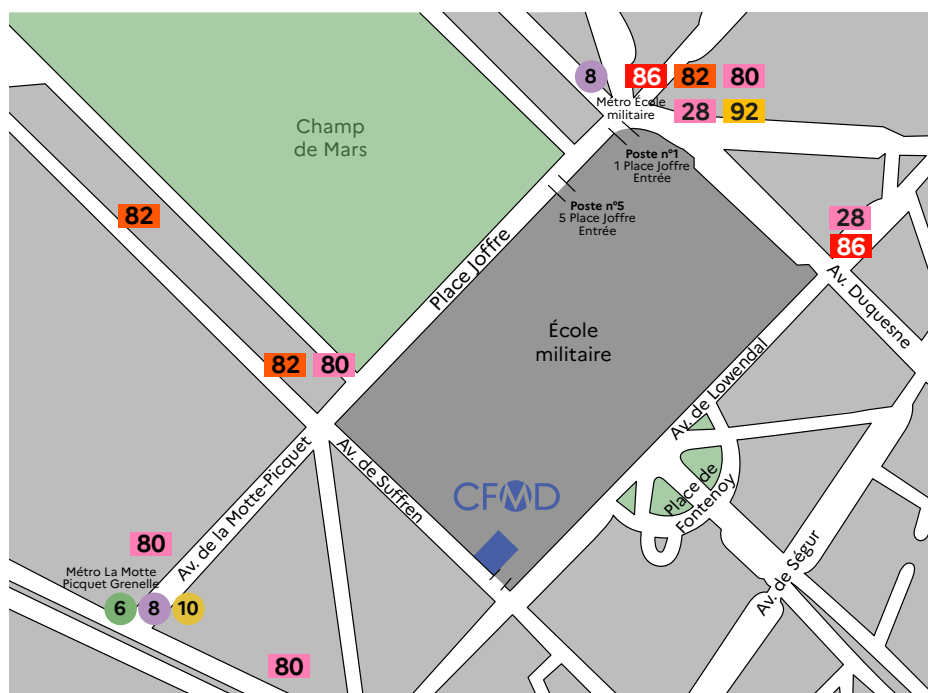 8
86
82
80
Métro École
militaire
28
92
Champ
de Mars
Poste n°1
1 Place Joffre
Entrée
Poste n°5
5 Place Joffre
Entrée
82
28
86
Place Joffre
Av. Duquesne
École
militaire
82
80
Av. de Lowendal
Av. de la Motte-Picquet
Av. de Suffren
CFMD
Place de
Fontenoy
Av. de Ségur
80
Métro La Motte
Picquet Grenelle
6
8
10
80